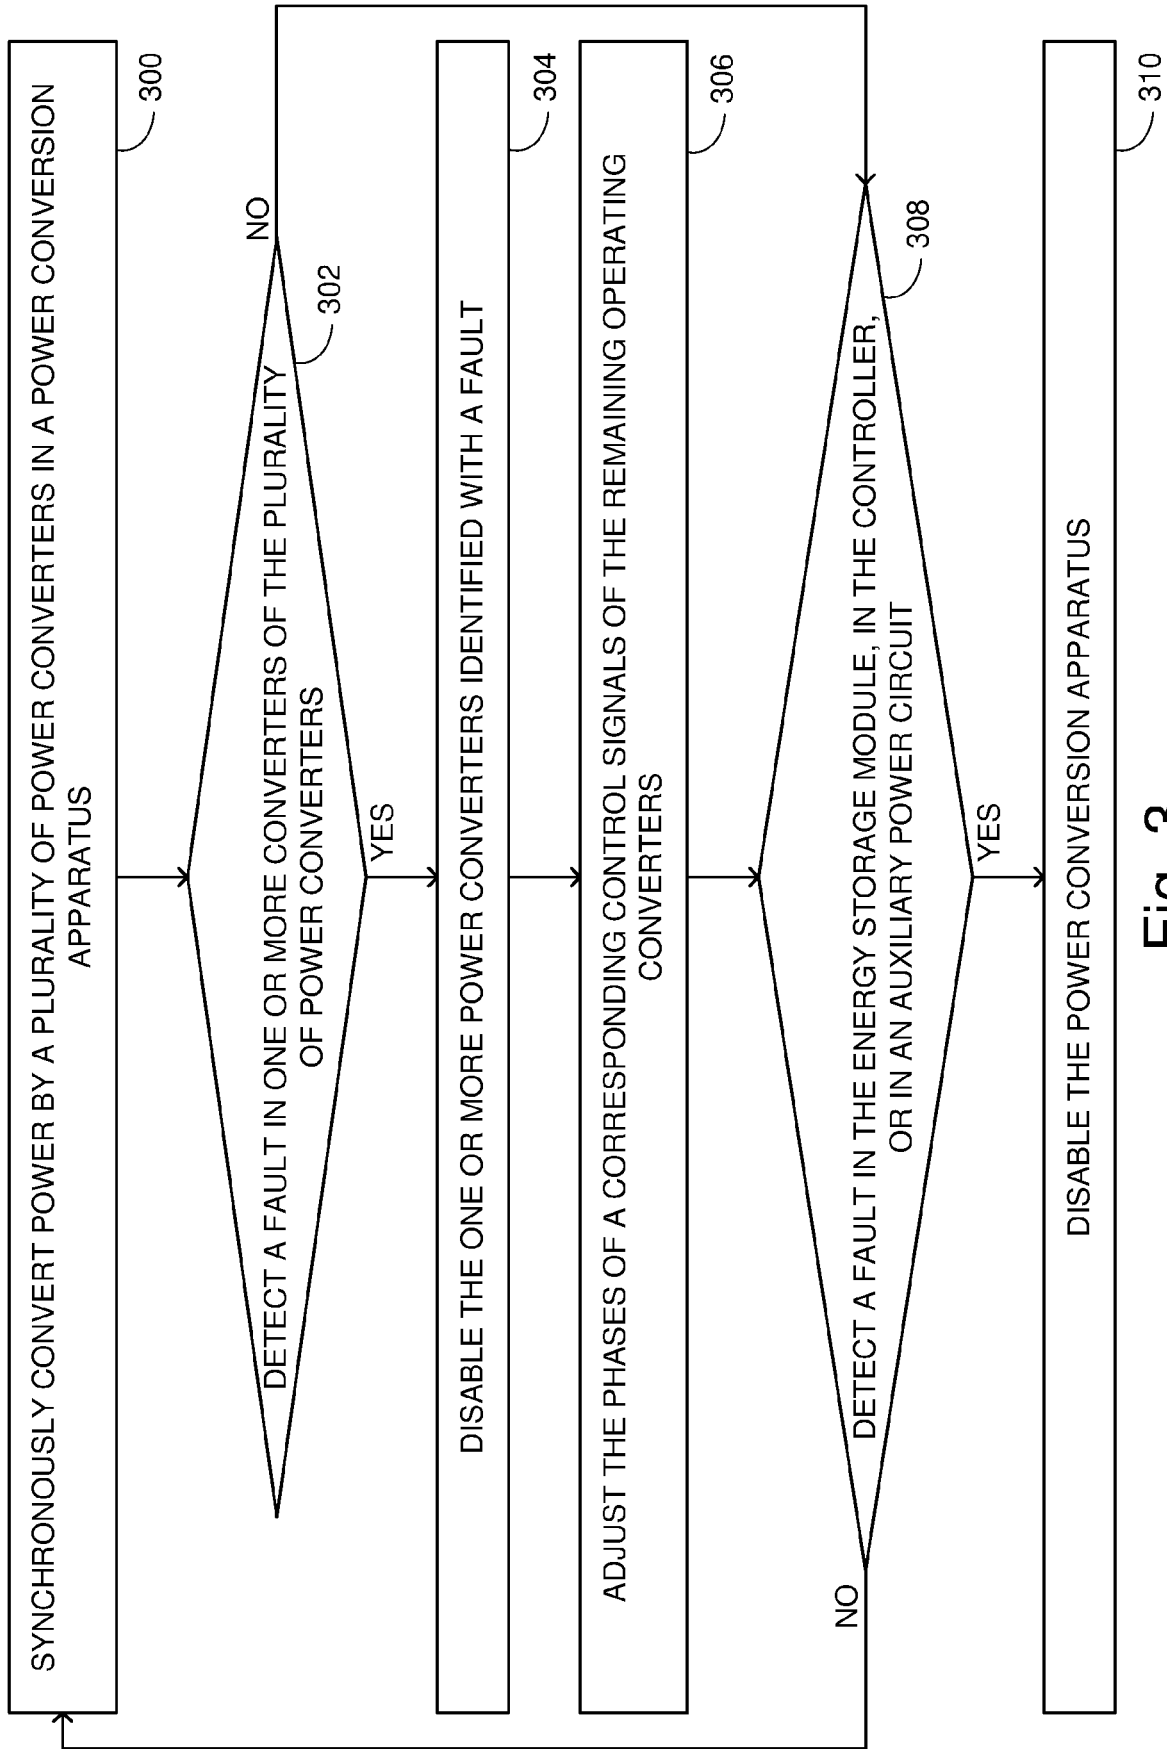 SYNCHRONOUSLY CONVERT POWER BY A PLURALITY OF POWER CONVERTERS IN A POWER CONVERSION
APPARATUS
300
NO
DETECT A FAULT IN ONE OR MORE CONVERTERS OF THE PLURALITY
OF POWER CONVERTERS
302
YES
DISABLE THE ONE OR MORE POWER CONVERTERS IDENTIFIED WITH A FAULT
304
ADJUST THE PHASES OF A CORRESPONDING CONTROL SIGNALS OF THE REMAINING OPERATING
CONVERTERS
306
DETECT A FAULT IN THE ENERGY STORAGE MODULE, IN THE CONTROLLER,
OR IN AN AUXILIARY POWER CIRCUIT
308
NO
YES
DISABLE THE POWER CONVERSION APPARATUS
310
Fig. 3